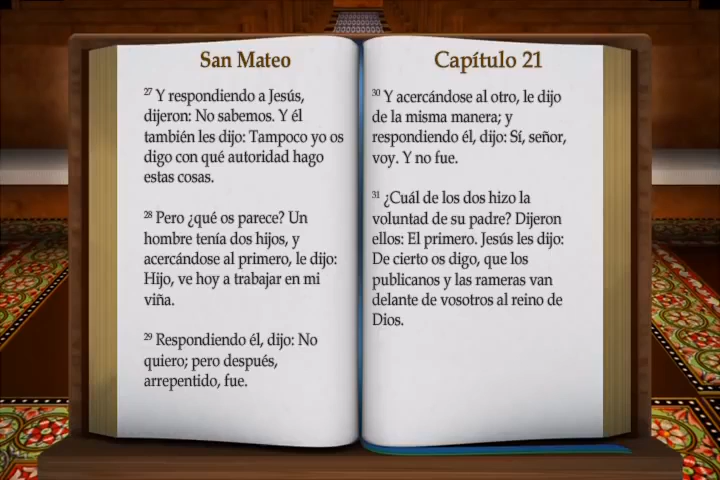 San Mateo
27 Y respondiendo a Jesús,
dijeron: No sabemos. Y él
también les dijo: Tampoco yo os
digo con qué autoridad hago
estas cosas.
28 Pero ¿qué os parece? Un
hombre tenía dos hijos, y
acercándose al primero, le dijo:
Hijo, ve hoy a trabajar en mi
viña.
29 Respondiendo él, dijo: No
quiero; pero después,
arrepentido, fue.
Capítulo 21
30 Y acercándose al otro, le dijo
de la misma manera; y
respondiendo él, dijo: Sí, señor,
voy. Y no fue.
31 ¿Cuál de los dos hizo la
voluntad de su padre? Dijeron
ellos: El primero. Jesús les dijo:
De cierto os digo, que los
publicanos y las rameras van
delante de vosotros al reino de
Dios.